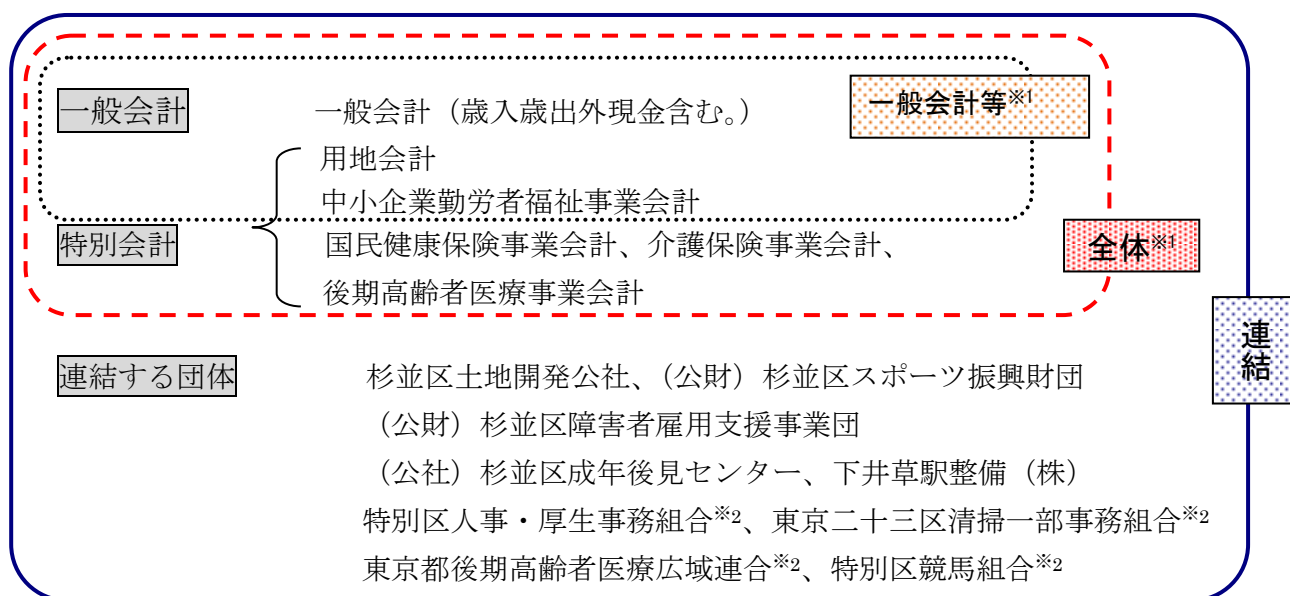 一般会計 一般会計（歳入歳出外現金含む。） 一般会計等※1
用地会計
中小企業勤労者福祉事業会計
特別会計 国民健康保険事業会計、介護保険事業会計、 全体※1
後期高齢者医療事業会計
連結
連結する団体 杉並区土地開発公社、（公財）杉並区スポーツ振興財団
（公財）杉並区障害者雇用支援事業団
（公社）杉並区成年後見センター、下井草駅整備（株）
特別区人事・厚生事務組合※2、東京二十三区清掃一部事務組合※2
東京都後期高齢者医療広域連合※2、特別区競馬組合※2